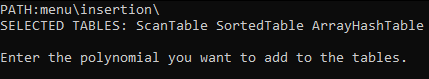 PATH:menu\insertion\
SELECTED TABLES: ScanTable SortedTable ArrayHashTable
Enter the polynomial you want to add to the tables.